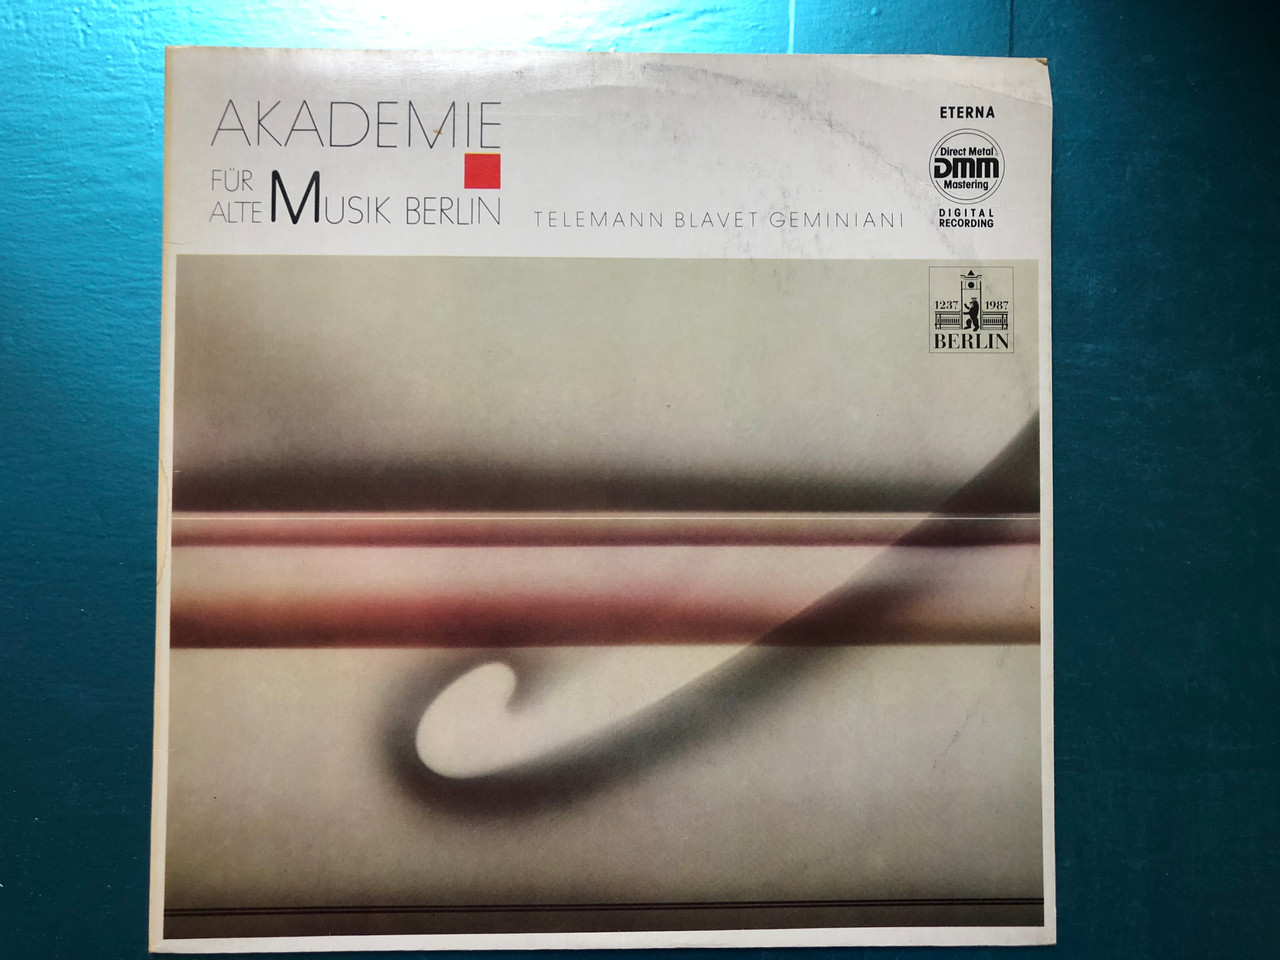 AKADEMIE
FÜR
ALTE MUSIK BERLIN
TELEMANN BLAVET GEMINIANI
ETERNA
Direct Metal
DMM
Mastering
DIGITAL
RECORDING
1237 1987
BERLIN